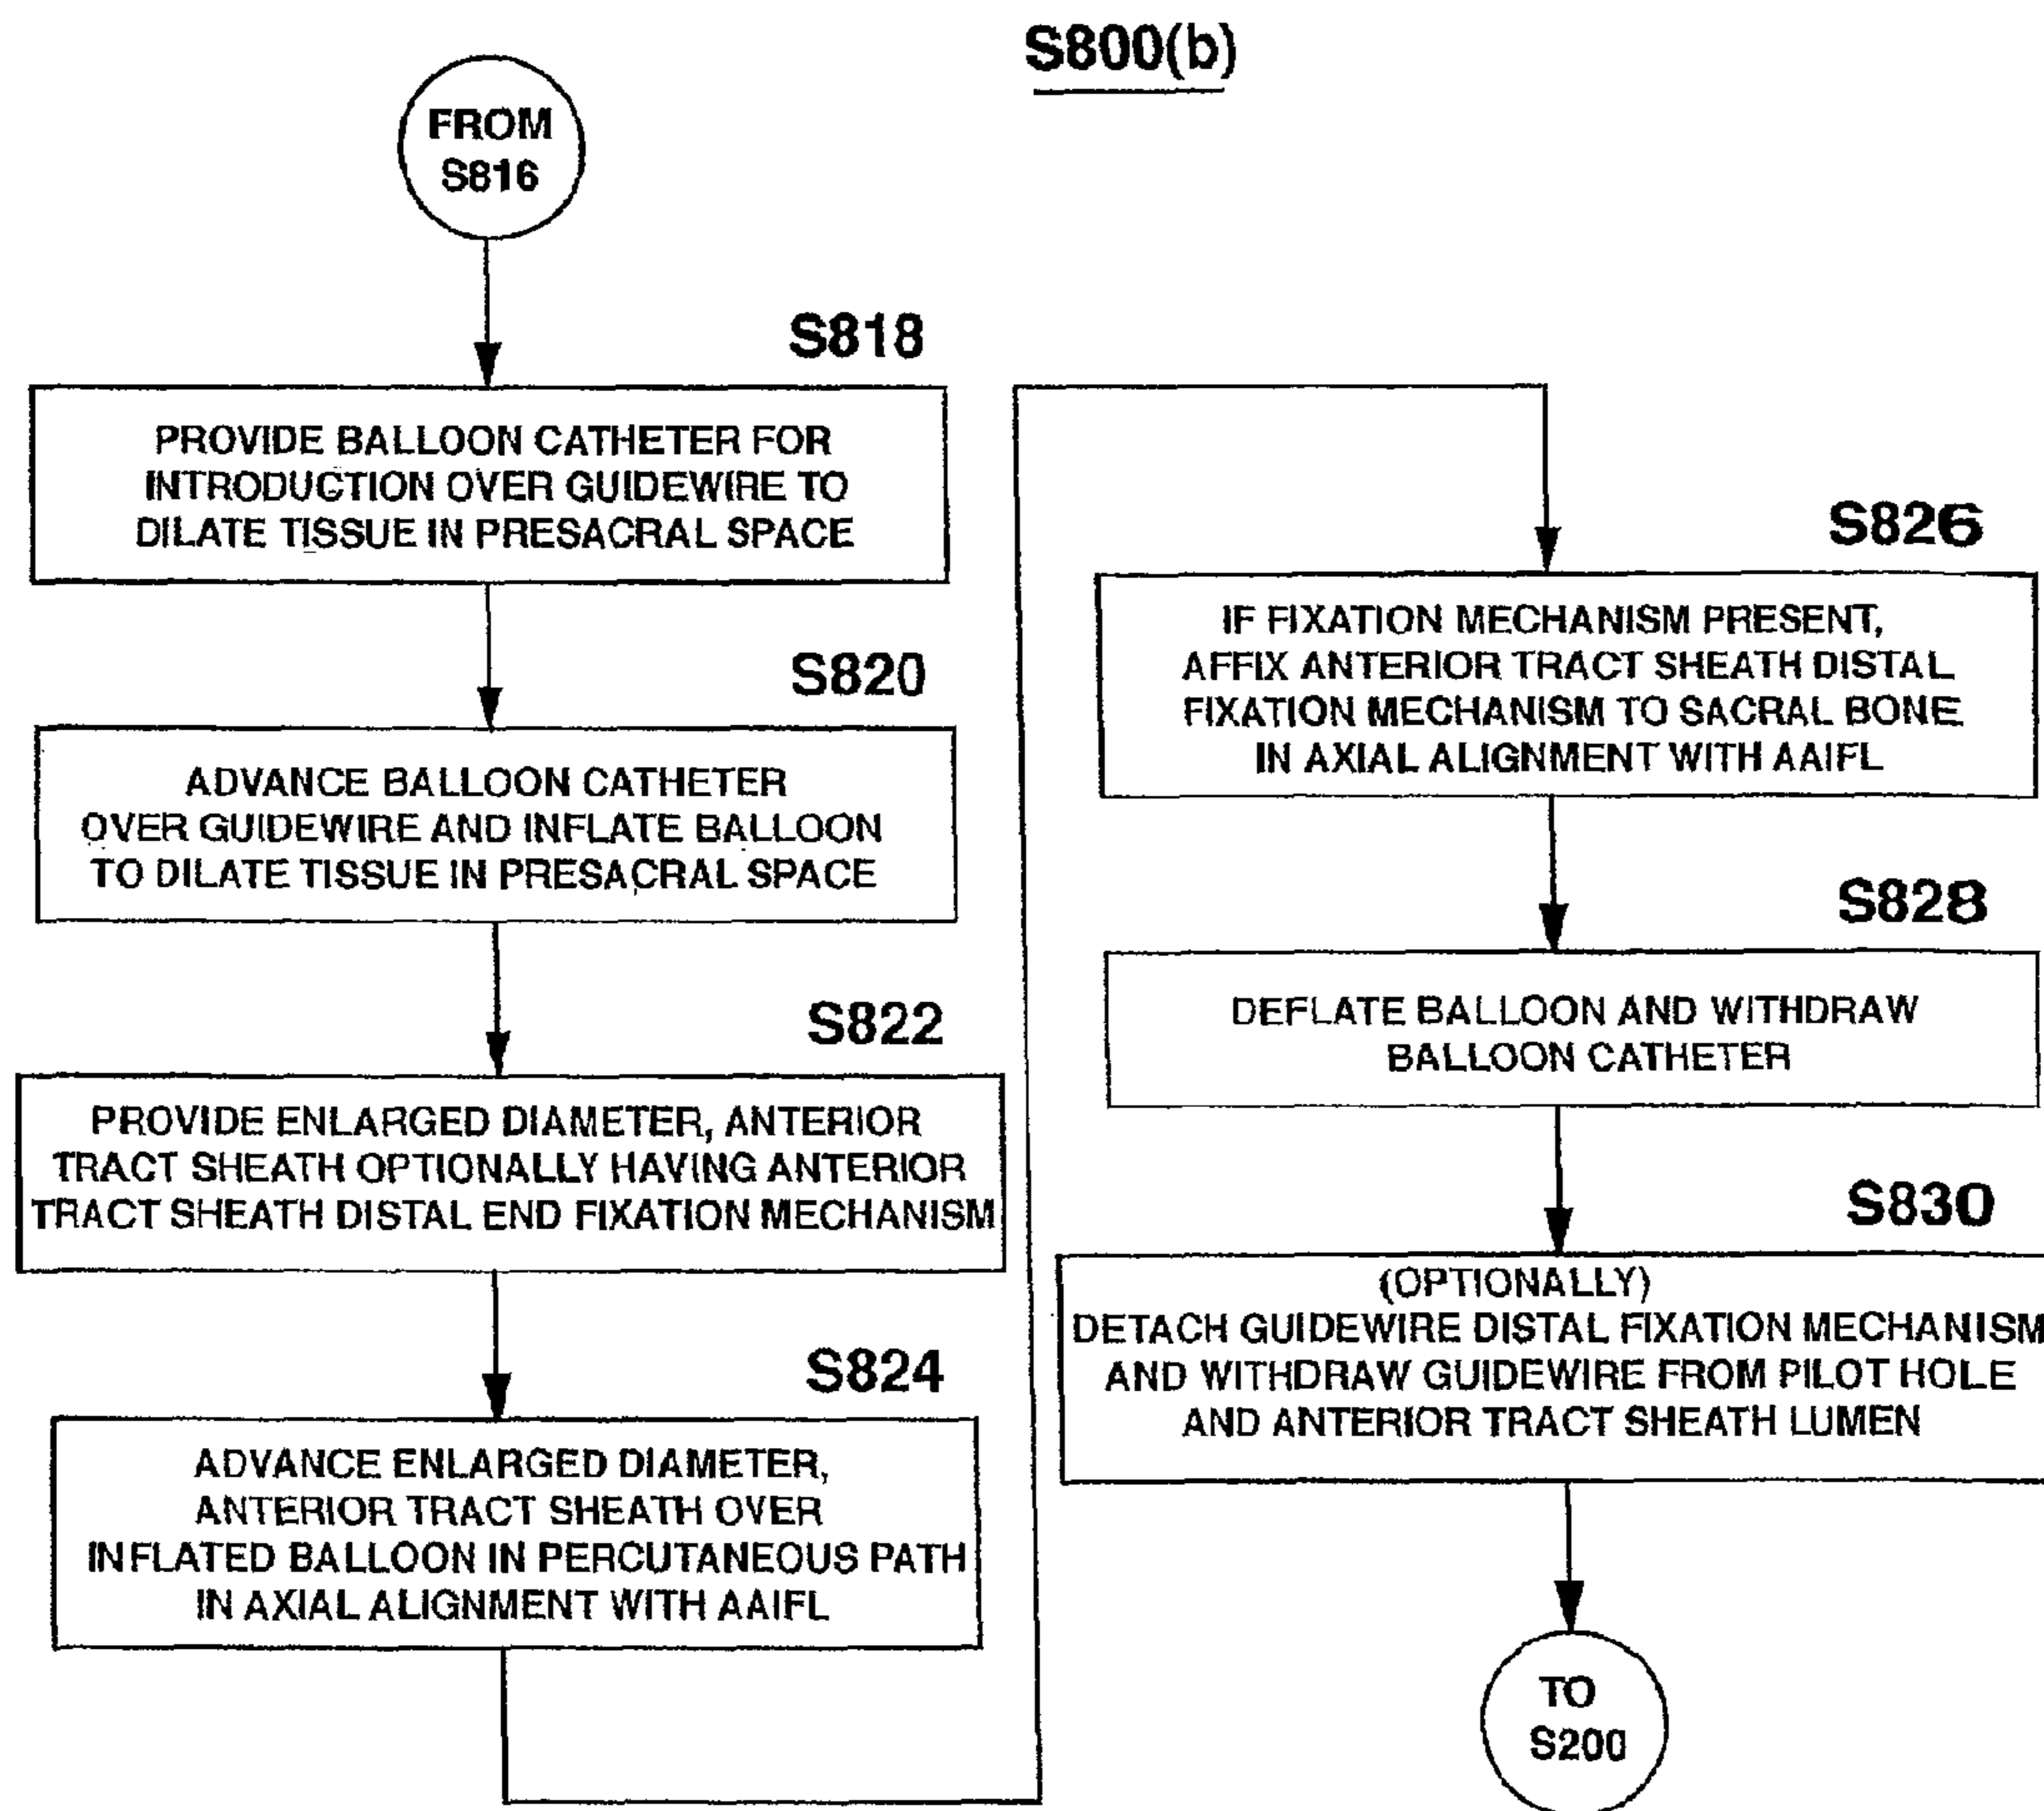 S800(b)
FROM
S816
S818
PROVIDE BALLOON CATHETER FOR
INTRODUCTION OVER GUIDEWIRE TO
DILATE TISSUE IN PRESACRAL SPACE
S820
ADVANCE BALLOON CATHETER
OVER GUIDEWIRE AND INFLATE BALLOON
TO DILATE TISSUE IN PRESACRAL SPACE
S822
PROVIDE ENLARGED DIAMETER, ANTERIOR
TRACT SHEATH OPTIONALLY HAVING ANTERIOR
TRACT SHEATH DISTAL END FIXATION MECHANISM
S824
ADVANCE ENLARGED DIAMETER,
ANTERIOR TRACT SHEATH OVER
INFLATED BALLOON IN PERCUTANEOUS PATH
IN AXIAL ALIGNMENT WITH AAIFL
S826
IF FIXATION MECHANISM PRESENT,
AFFIX ANTERIOR TRACT SHEATH DISTAL
FIXATION MECHANISM TO SACRAL BONE
IN AXIAL ALIGNMENT WITH AAIFL
S828
DEFLATE BALLOON AND WITHDRAW
BALLOON CATHETER
S830
(OPTIONALLY)
DETACH GUIDEWIRE DISTAL FIXATION MECHANISM
AND WITHDRAW GUIDEWIRE FROM PILOT HOLE
AND ANTERIOR TRACT SHEATH LUMEN
TO
S200